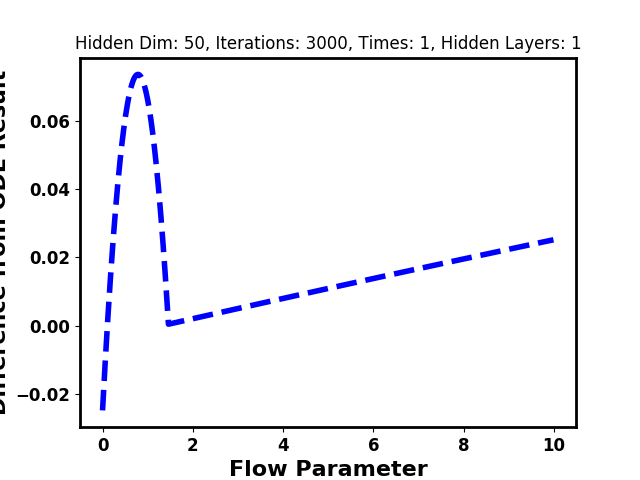 Hidden Dim: 50, Iterations: 3000, Times: 1, Hidden Layers: 1
Difference from ODE Result
0.06
0.04
0.02
0.00
−0.02
0 2 4 6 8 10
Flow Parameter